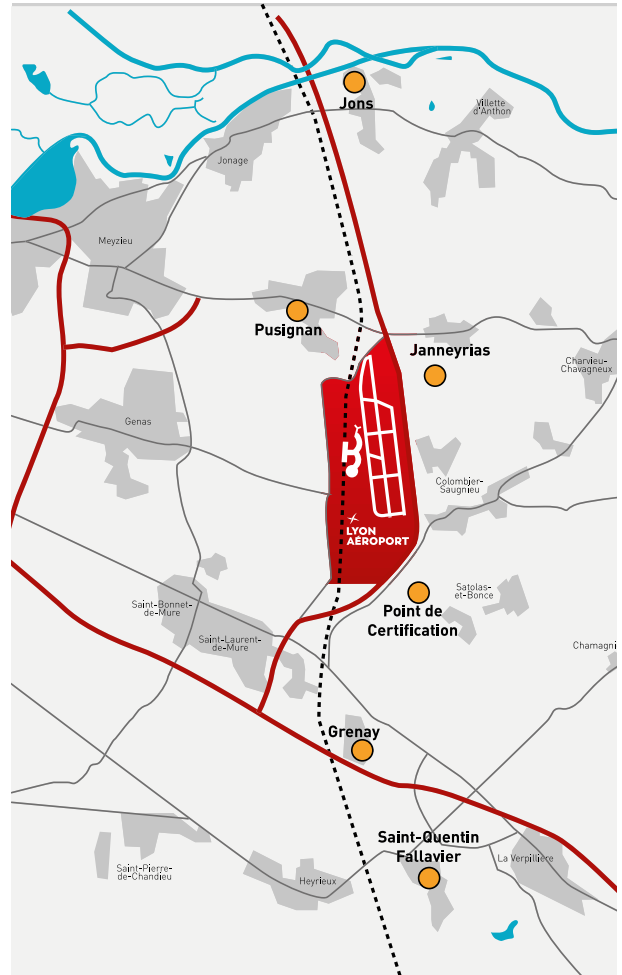 Jons
Villette
d'Anthon
Jonage
Meyzieu
Pusignan
Janneyrias
Charvieu-
Chavagneux
Genas
Colombier-
Saugnieu
LYON
AÉROPORT
Satolas-
et-Bonce
Point de
Certification
Saint-Bonnet-
de-Mure
Saint-Laurent-
de-Mure
Chamagni
Grenay
Saint-Quentin
Fallavier
La Verpillière
Saint-Pierre-
de-Chandieu
Heyrieux